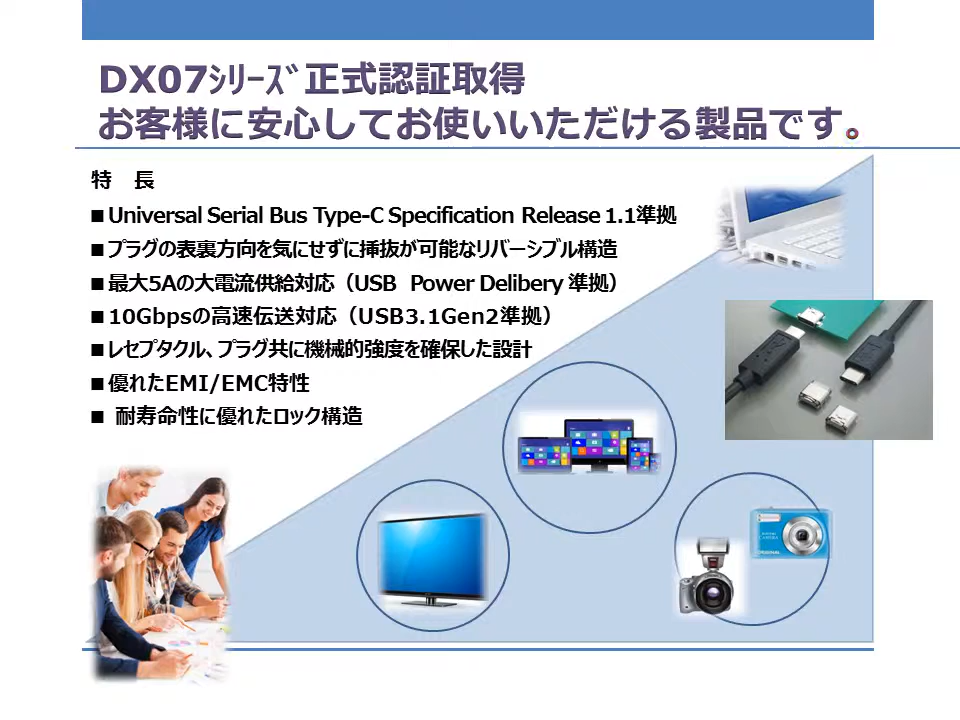 DX07ｼﾘｰｽﾞ正式認証取得
お客様に安心してお使いいただける製品です。
特　長
■Universal Serial Bus Type-C Specification Release 1.1準拠
■プラグの表裏方向を気にせずに挿抜が可能なリバーシブル構造
■最大5Aの大電流供給対応（USB Power Delibery 準拠）
■10Gbpsの高速伝送対応（USB3.1Gen2準拠）
■レセプタクル、プラグ共に機械的強度を確保した設計
■優れたEMI/EMC特性
■ 耐寿命性に優れたロック構造